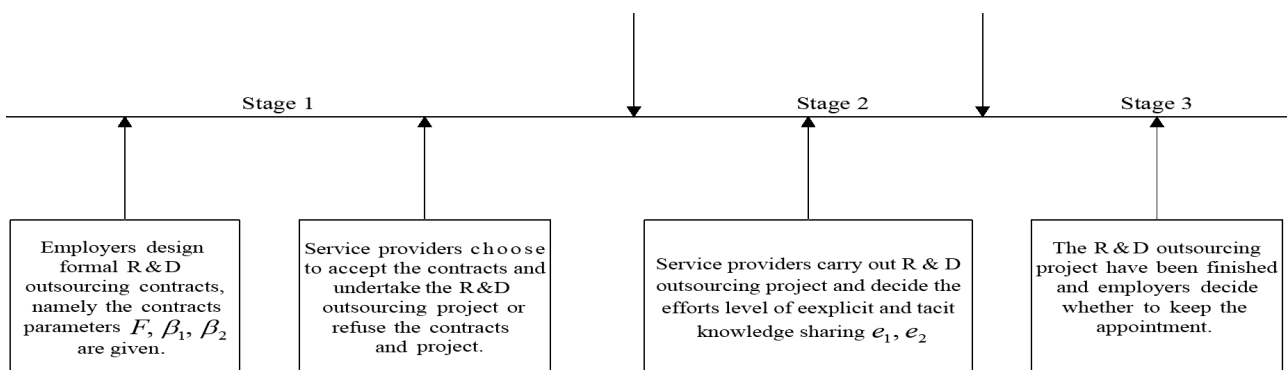 Stage 1
Stage 2
Stage 3
Employers design
formal R&D
outsourcing contracts,
namely the contracts
parameters F, β₁, β₂
are given.
Service providers choose
to accept the contracts and
undertake the R&D
outsourcing project or
refuse the contracts
and project.
Service providers carry out R & D
outsourcing project and decide the
efforts level of eexplicit and tacit
knowledge sharing e₁, e₂
The R & D outsourcing
project have been finished
and employers decide
whether to keep the
appointment.